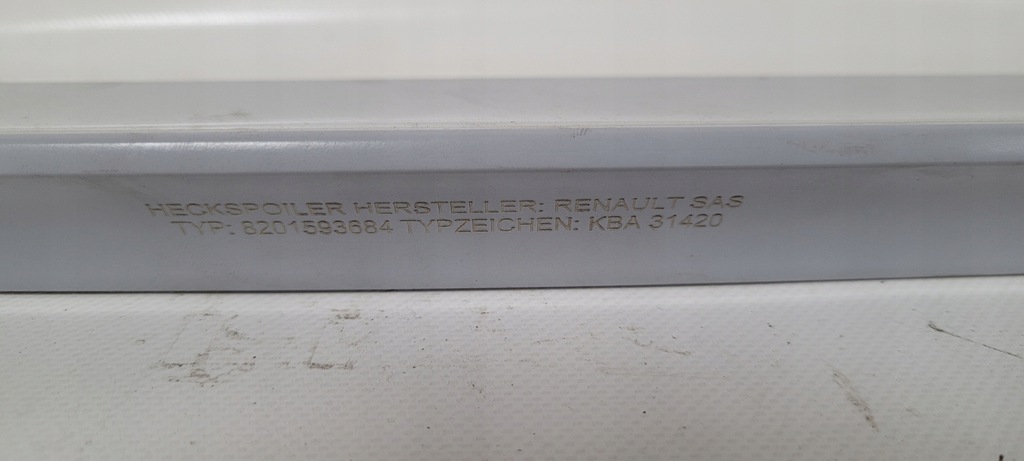 HECKSPOILER HERSTELLER: RENAULT SAS
TYP: 8201593684 TYPZEICHEN: KBA 31420